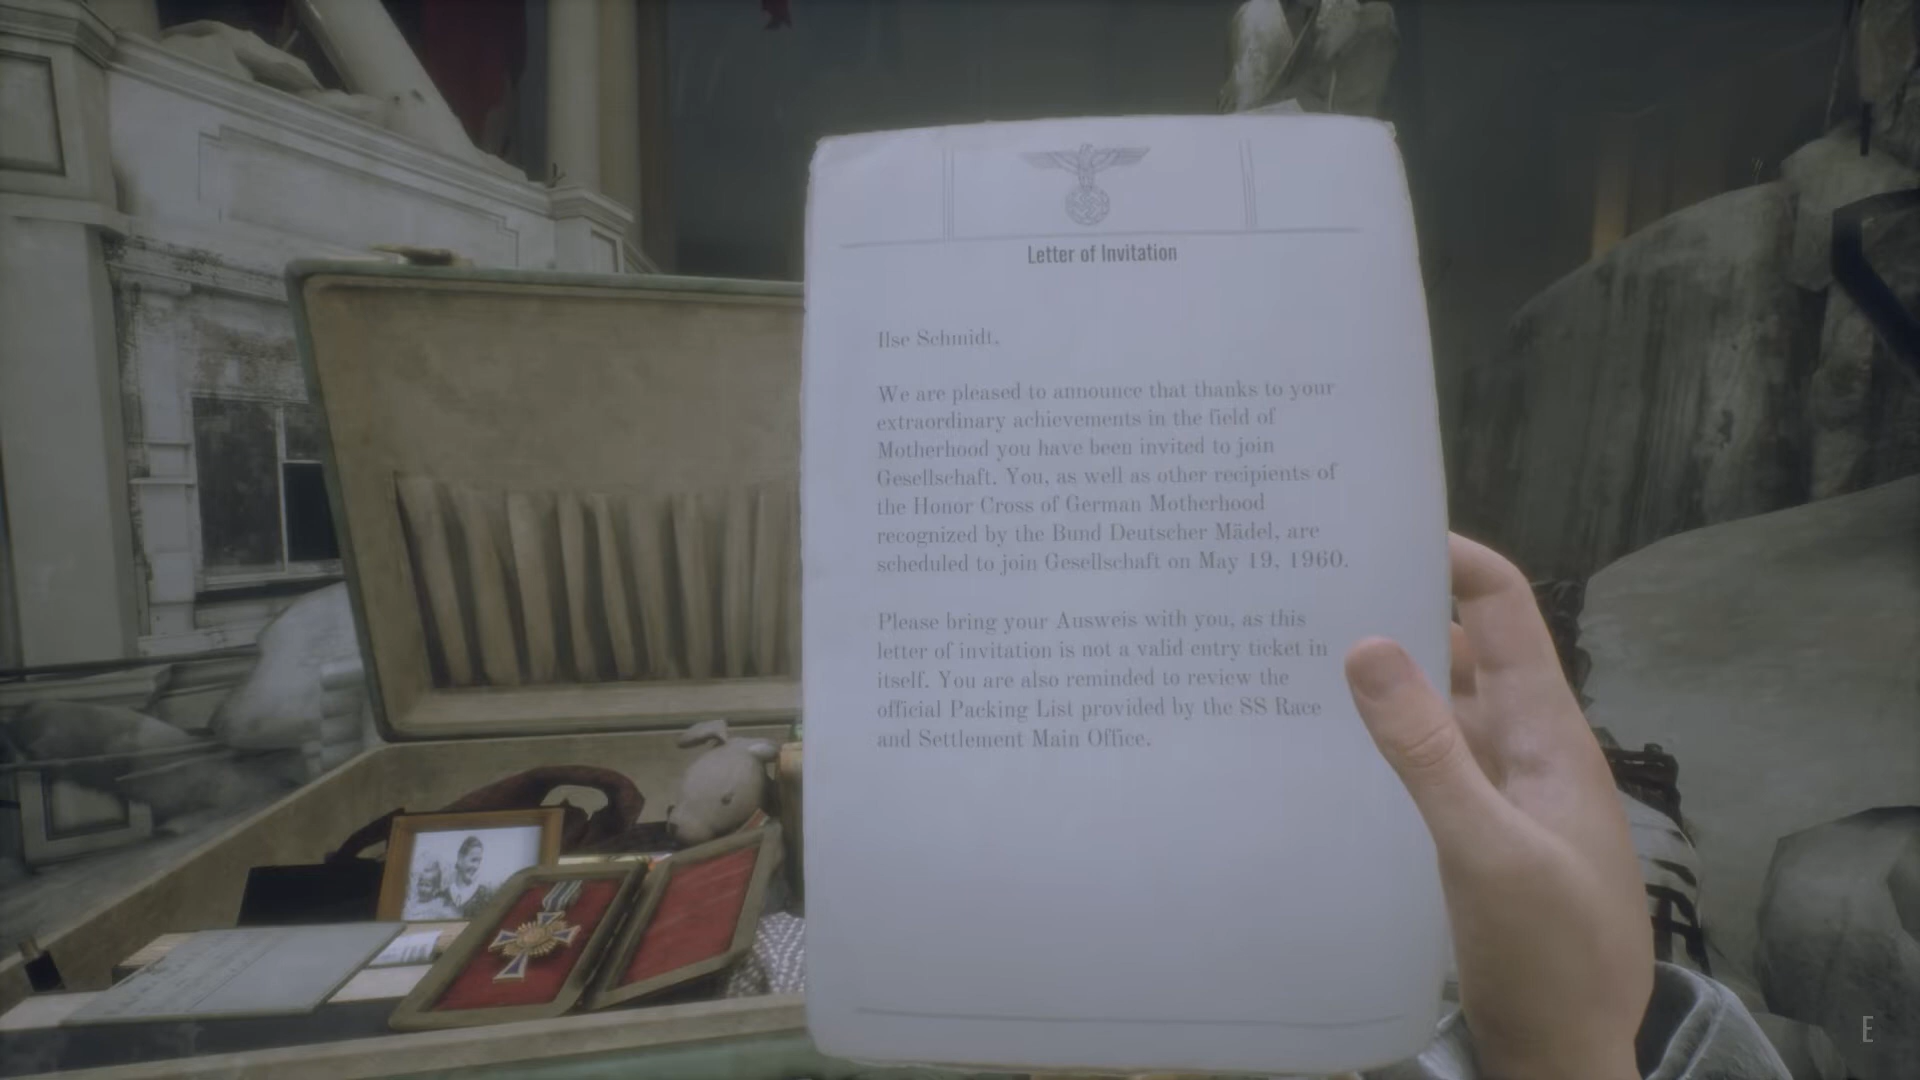 Letter of Invitation
Ilse Schmidt.
We are pleased to announce that thanks to your
extraordinary achievements in the field of
Motherhood you have been invited to join
Gesellschaft. You, as well as other recipients of
the Honor Cross of German Motherhood
recognized by the Bund Deutscher Mädel, are
scheduled to join Gesellschaft on May 19, 1960.
Please bring your Ausweis with you, as this
letter of invitation is not a valid entry ticket in
itself. You are also reminded to review the
official Packing List provided by the SS Race
and Settlement Main Office.
E